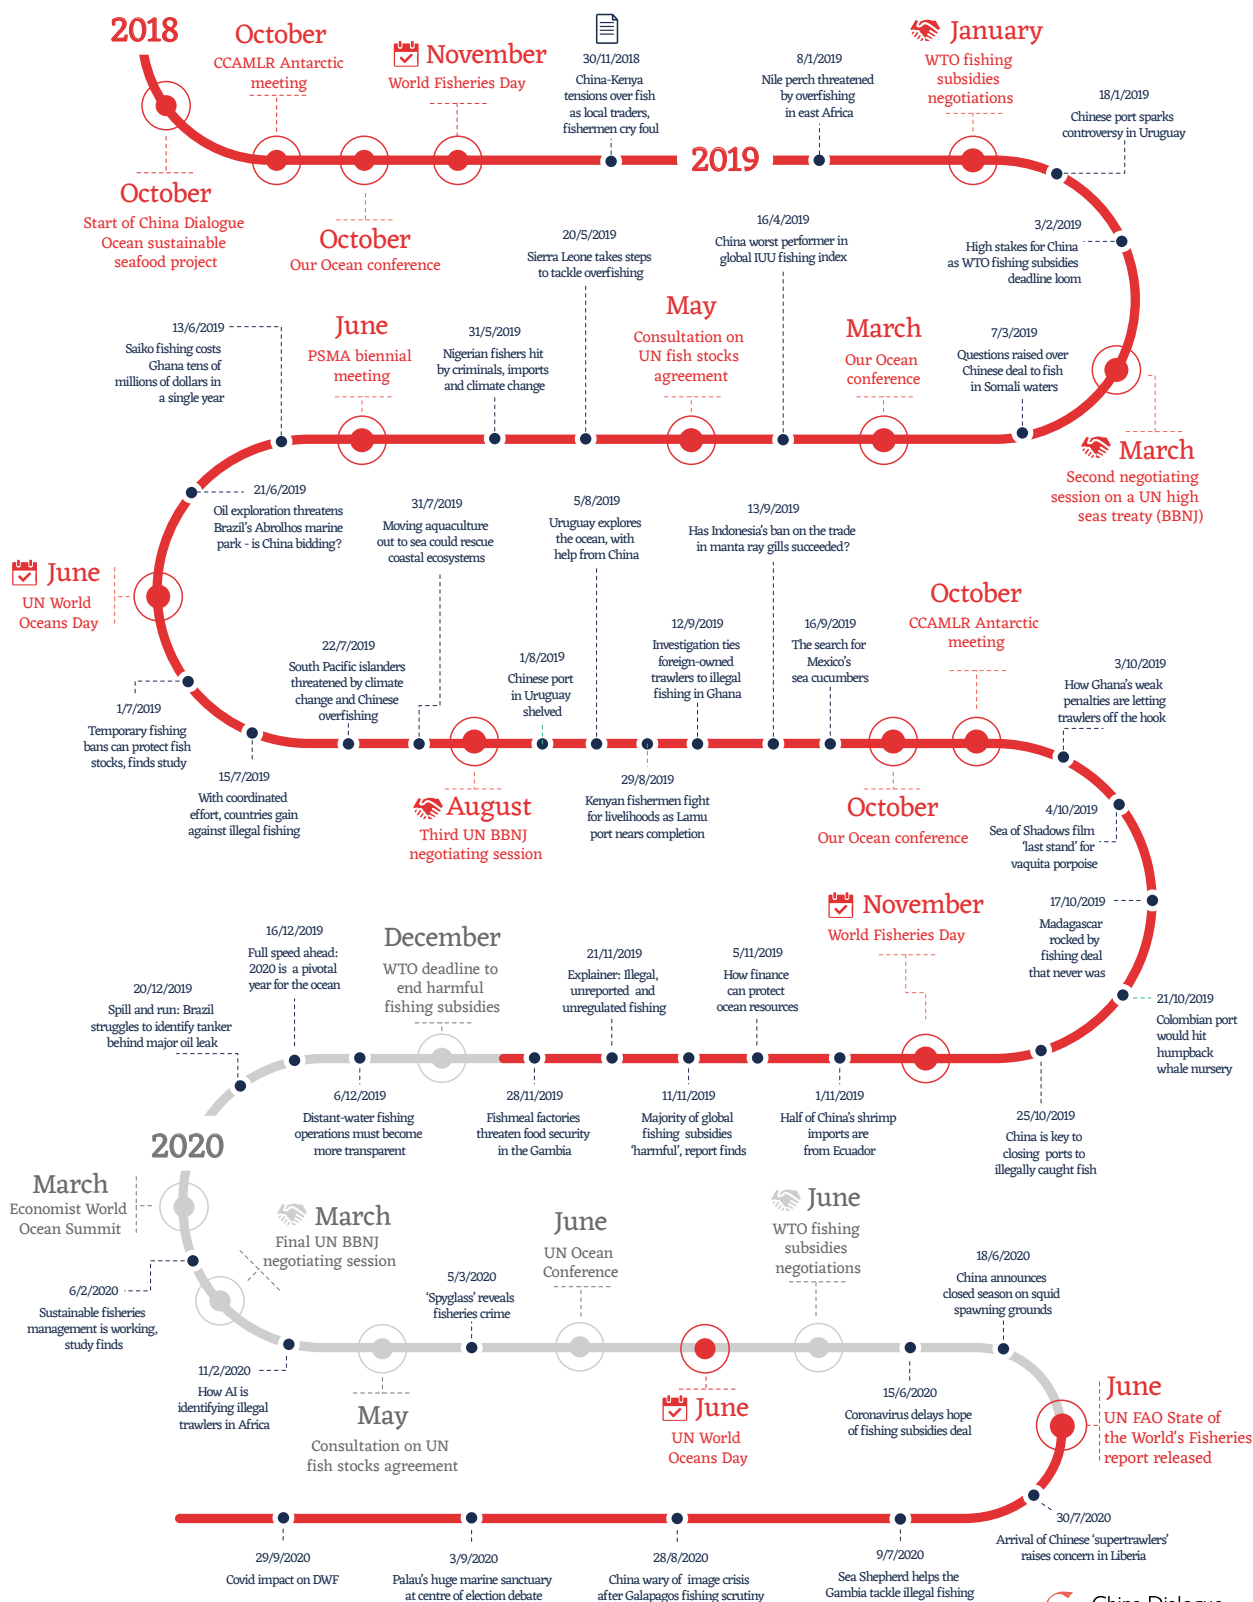 2018
October
CCAMLR Antarctic
meeting
November
World Fisheries Day
30/11/2018
China-Kenya
tensions over fish
as local traders,
fishermen cry foul
8/1/2019
Nile perch threatened
by overfishing
in east Africa
January
WTO fishing
subsidies
negotiations
18/1/2019
Chinese port sparks
controversy in Uruguay
2019
October
Start of China Dialogue
Ocean sustainable
seafood project
October
Our Ocean conference
20/5/2019
Sierra Leone takes steps
to tackle overfishing
16/4/2019
China worst performer in
global IUU fishing index
3/2/2019
High stakes for China
as WTO fishing subsidies
deadline loom
13/6/2019
Saiko fishing costs
Ghana tens of
millions of dollars in
a single year
June
PSMA biennial
meeting
31/5/2019
Nigerian fishers hit
by criminals, imports
and climate change
May
Consultation on
UN fish stocks
agreement
March
Our Ocean
conference
7/3/2019
Questions raised over
Chinese deal to fish
in Somali waters
March
Second negotiating
session on a UN high
seas treaty (BBNJ)
21/6/2019
Oil exploration threatens
Brazil's Abrolhos marine
park - is China bidding?
31/7/2019
Moving aquaculture
out to sea could rescue
coastal ecosystems
5/8/2019
Uruguay explores
the ocean, with
help from China
13/9/2019
Has Indonesia's ban on the trade
in manta ray gills succeeded?
June
UN World
Oceans Day
October
CCAMLR Antarctic
meeting
22/7/2019
South Pacific islanders
threatened by climate
change and Chinese
overfishing
1/8/2019
Chinese port
in Uruguay
shelved
12/9/2019
Investigation ties
foreign-owned
trawlers to illegal
fishing in Ghana
16/9/2019
The search for
Mexico's
sea cucumbers
3/10/2019
How Ghana's weak
penalties are letting
trawlers off the hook
1/7/2019
Temporary fishing
bans can protect fish
stocks, finds study
15/7/2019
With coordinated
effort, countries gain
against illegal fishing
August
Third UN BBNJ
negotiating session
29/8/2019
Kenyan fishermen fight
for livelihoods as Lamu
port nears completion
October
Our Ocean conference
4/10/2019
Sea of Shadows film
'last stand' for
vaquita porpoise
17/10/2019
Madagascar
rocked by
fishing deal
that never was
November
World Fisheries Day
16/12/2019
Full speed ahead:
2020 is a pivotal
year for the ocean
December
WTO deadline to
end harmful
fishing subsidies
21/11/2019
Explainer: Illegal,
unreported and
unregulated fishing
5/11/2019
How finance
can protect
ocean resources
20/12/2019
Spill and run: Brazil
struggles to identify tanker
behind major oil leak
21/10/2019
Colombian port
would hit
humpback
whale nursery
6/12/2019
Distant-water fishing
operations must become
more transparent
28/11/2019
Fishmeal factories
threaten food security
in the Gambia
11/11/2019
Majority of global
fishing subsidies
'harmful', report finds
1/11/2019
Half of China's shrimp
imports are
from Ecuador
25/10/2019
China is key to
closing ports to
illegally caught fish
2020
March
Economist World
Ocean Summit
March
Final UN BBNJ
negotiating session
June
UN Ocean
Conference
June
WTO fishing
subsidies
negotiations
18/6/2020
China announces
closed season on squid
spawning grounds
6/2/2020
Sustainable fisheries
management is working,
study finds
5/3/2020
'Spyglass' reveals
fisheries crime
11/2/2020
How AI is
identifying illegal
trawlers in Africa
May
Consultation on UN
fish stocks agreement
June
UN World
Oceans Day
15/6/2020
Coronavirus delays hope
of fishing subsidies deal
June
UN FAO State of
the World's Fisheries
report released
30/7/2020
Arrival of Chinese 'supertrawlers'
raises concern in Liberia
29/9/2020
Covid impact on DWF
3/9/2020
Palau's huge marine sanctuary
at centre of election debate
28/8/2020
China wary of image crisis
after Galapagos fishing scrutiny
9/7/2020
Sea Shepherd helps the
Gambia tackle illegal fishing
China Dialogue